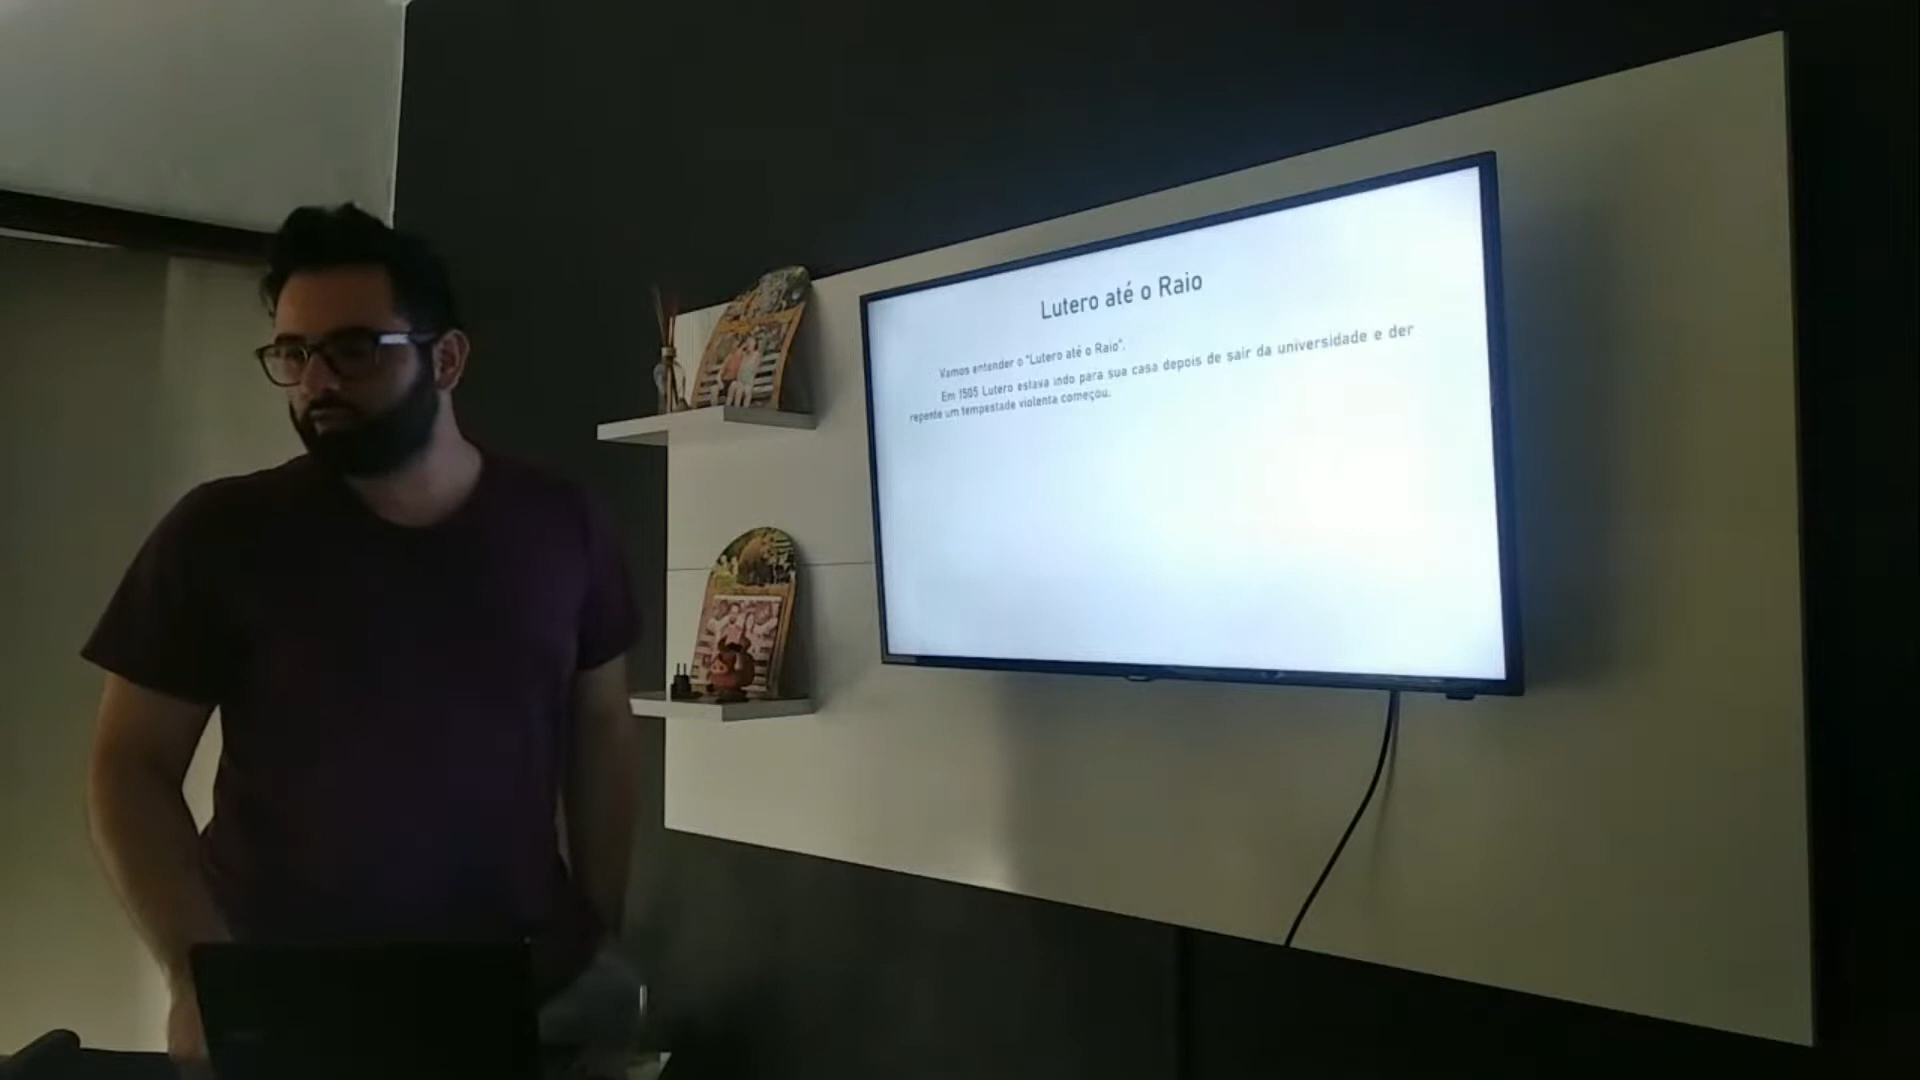 Lutero até o Raio
Vamos entender o "Lutero até o Raio".
Em 1505 Lutero estava indo para sua casa depois de sair da universidade e der
repente um tempestade violenta começou.